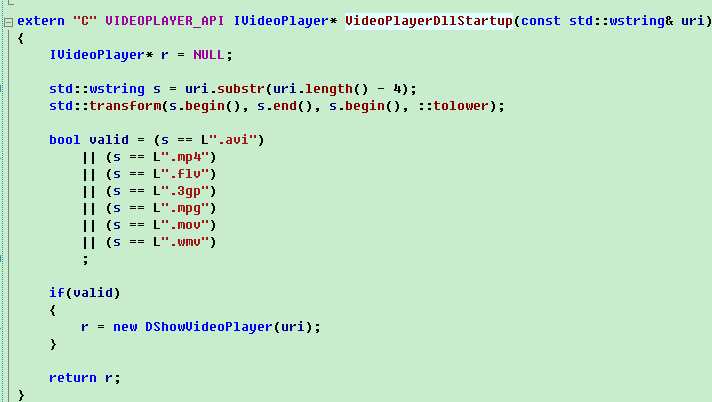 extern "C" VIDEOPLAYER_API IVideoPlayer* VideoPlayerDllStartup(const std::wstring& uri)
{
    IVideoPlayer* r = NULL;

    std::wstring s = uri.substr(uri.length() - 4);
    std::transform(s.begin(), s.end(), s.begin(), ::tolower);

    bool valid = (s == L".avi")
        || (s == L".mp4")
        || (s == L".flv")
        || (s == L".3gp")
        || (s == L".mpg")
        || (s == L".mov")
        || (s == L".wmv")
        ;

    if(valid)
    {
        r = new DShowVideoPlayer(uri);
    }

    return r;
}